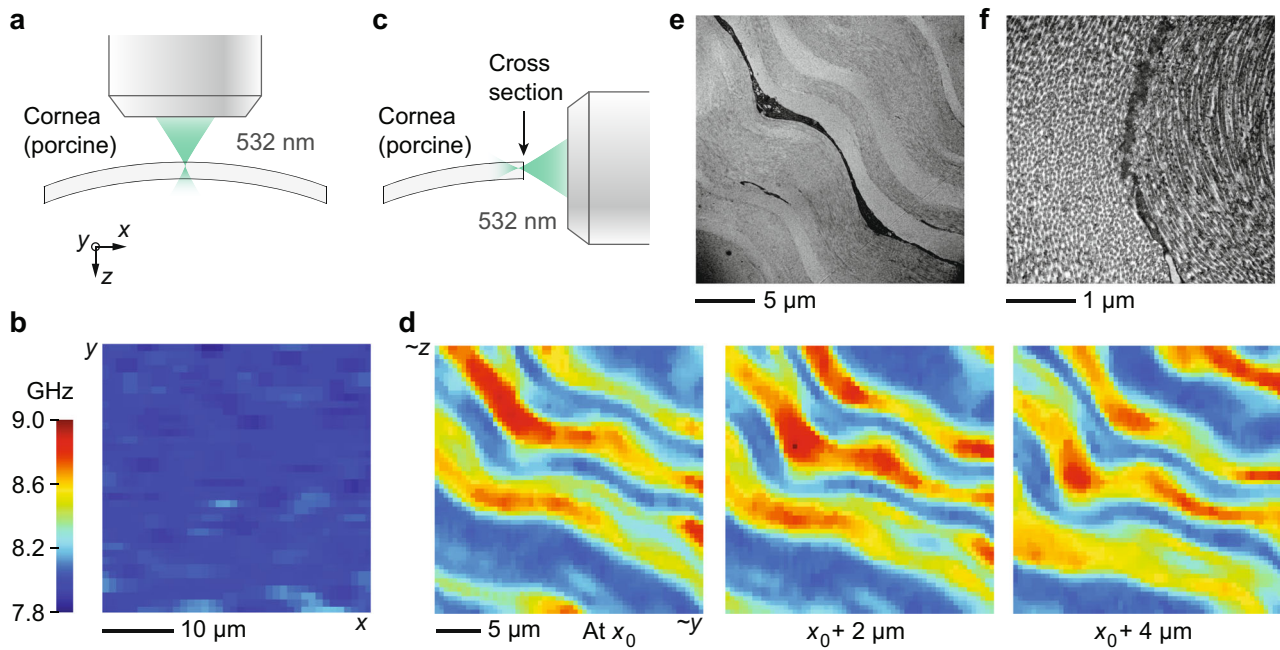 a
Cornea
(porcine)
532 nm
y
x
z
c
Cross
section
Cornea
(porcine)
532 nm
e
5 µm
f
1 µm
b
y
GHz
9.0
8.6
8.2
7.8
10 µm
x
d
~z
5 µm
At x₀
~y
x₀ + 2 µm
x₀ + 4 µm